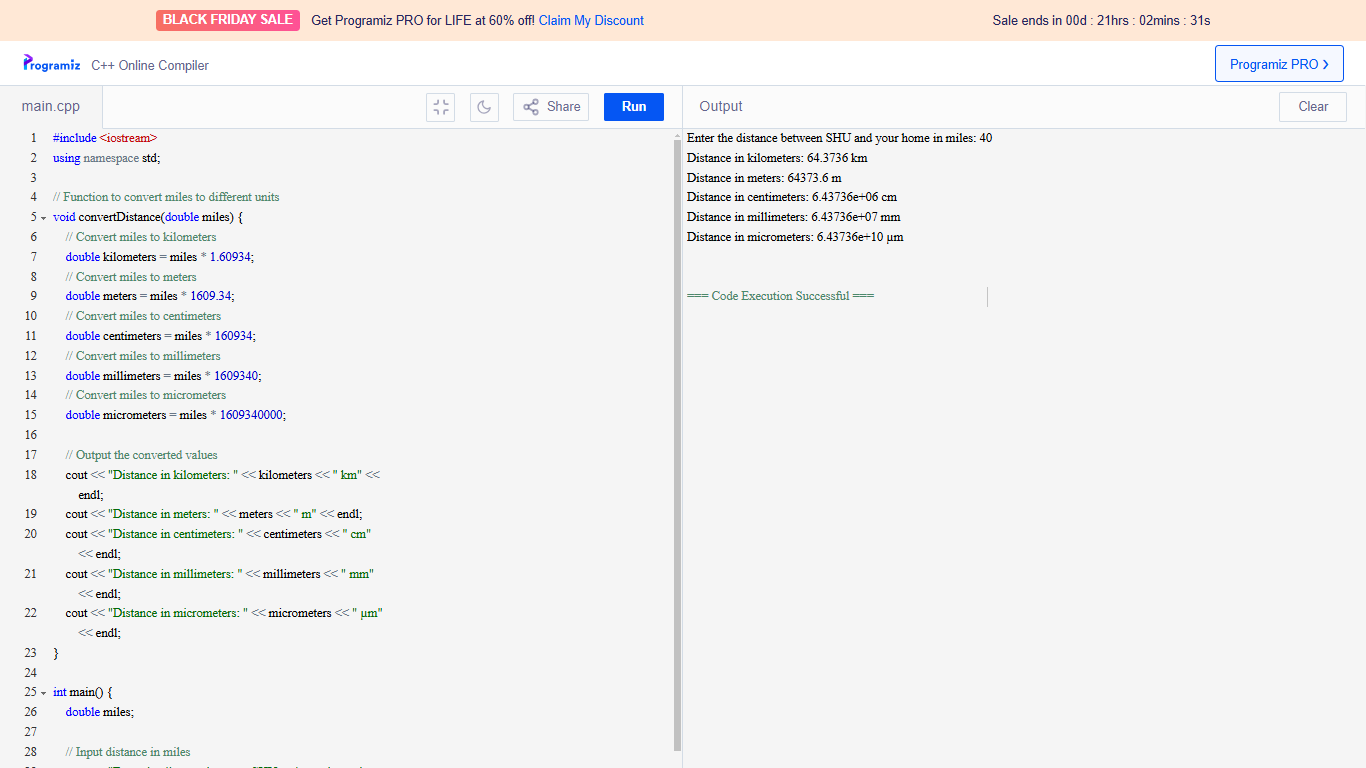 BLACK FRIDAY SALE Get Programiz PRO for LIFE at 60% off! Claim My Discount Sale ends in 00d : 21hrs : 02mins : 31s
Programiz C++ Online Compiler Programiz PRO
main.cpp Share Run Output Clear
1 #include <iostream>
2 using namespace std;
3
4 // Function to convert miles to different units
5 void convertDistance(double miles) {
6 // Convert miles to kilometers
7 double kilometers = miles * 1.60934;
8 // Convert miles to meters
9 double meters = miles * 1609.34;
10 // Convert miles to centimeters
11 double centimeters = miles * 160934;
12 // Convert miles to millimeters
13 double millimeters = miles * 1609340;
14 // Convert miles to micrometers
15 double micrometers = miles * 1609340000;
16
17 // Output the converted values
18 cout << "Distance in kilometers: " << kilometers << " km" <<
endl;
19 cout << "Distance in meters: " << meters << " m" << endl;
20 cout << "Distance in centimeters: " << centimeters << " cm"
<< endl;
21 cout << "Distance in millimeters: " << millimeters << " mm"
<< endl;
22 cout << "Distance in micrometers: " << micrometers << " µm"
<< endl;
23 }
24
25 int main() {
26 double miles;
27
28 // Input distance in miles
Enter the distance between SHU and your home in miles: 40
Distance in kilometers: 64.3736 km
Distance in meters: 64373.6 m
Distance in centimeters: 6.43736e+06 cm
Distance in millimeters: 6.43736e+07 mm
Distance in micrometers: 6.43736e+10 µm
=== Code Execution Successful ===